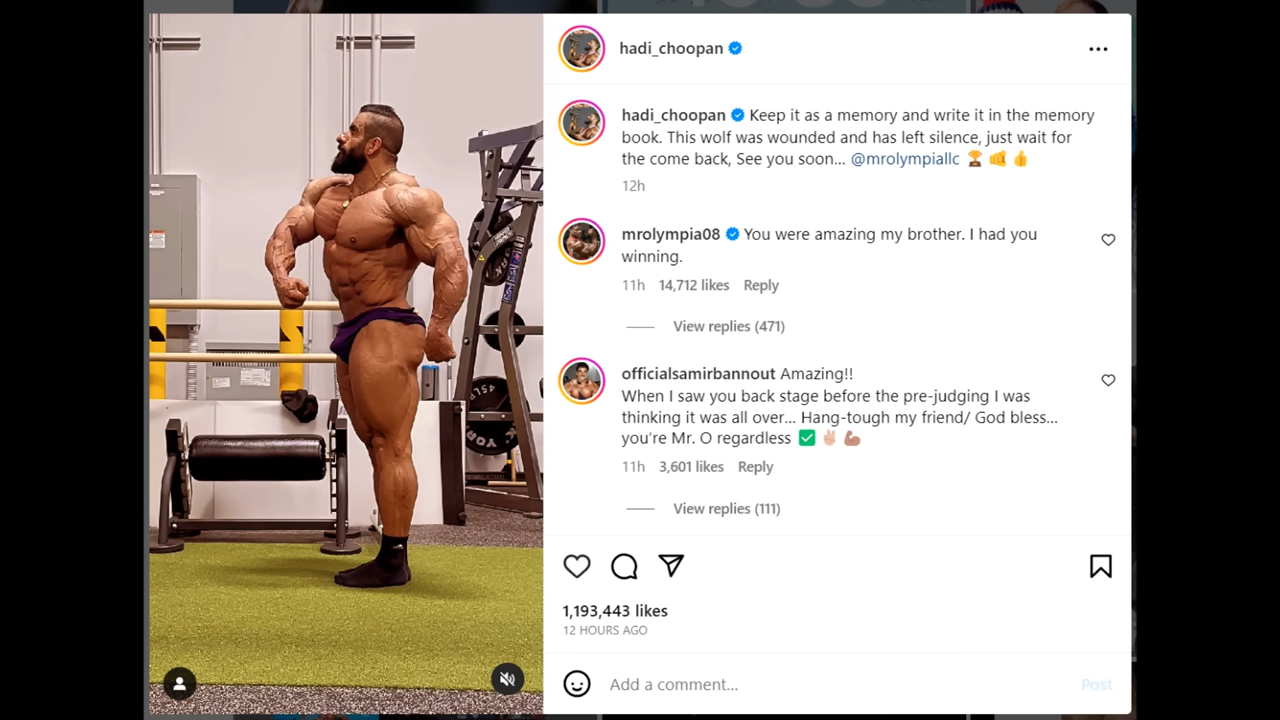 hadi_choopan
hadi_choopan Keep it as a memory and write it in the memory
book. This wolf was wounded and has left silence, just wait for
the come back, See you soon... @mrolympiallc 🏆 👊 👍
12h
mrolympia08 You were amazing my brother. I had you
winning.
11h 14,712 likes Reply
View replies (471)
officialsamirbannout Amazing!!
When I saw you back stage before the pre-judging I was
thinking it was all over... Hang-tough my friend/ God bless...
you're Mr. O regardless ✅ ✌🏼 💪🏽
11h 3,601 likes Reply
View replies (111)
1,193,443 likes
12 HOURS AGO
Add a comment... Post
45LB
YORK